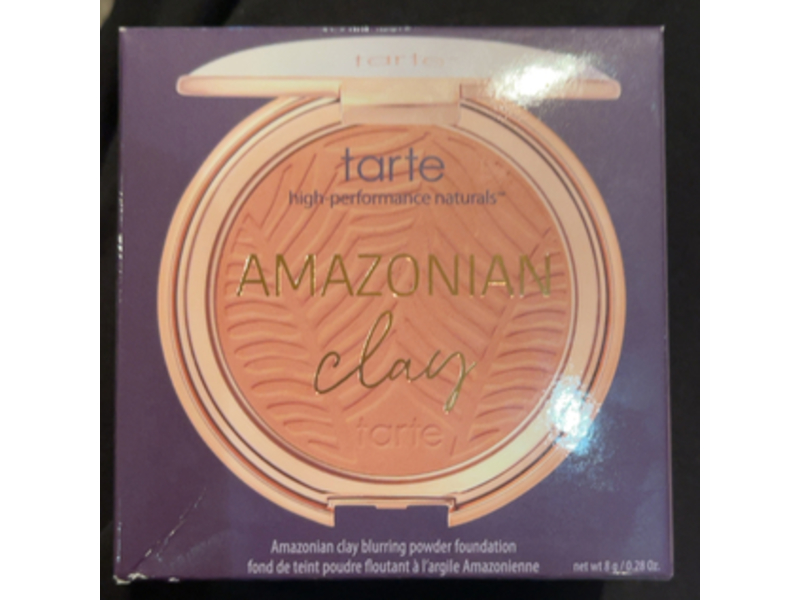 tarte
tarte
high-performance naturals™
AMAZONIAN
clay
tarte
Amazonian clay blurring powder foundation
fond de teint poudre floutant à l'argile Amazonienne
net wt 8 g / 0.28 Oz.